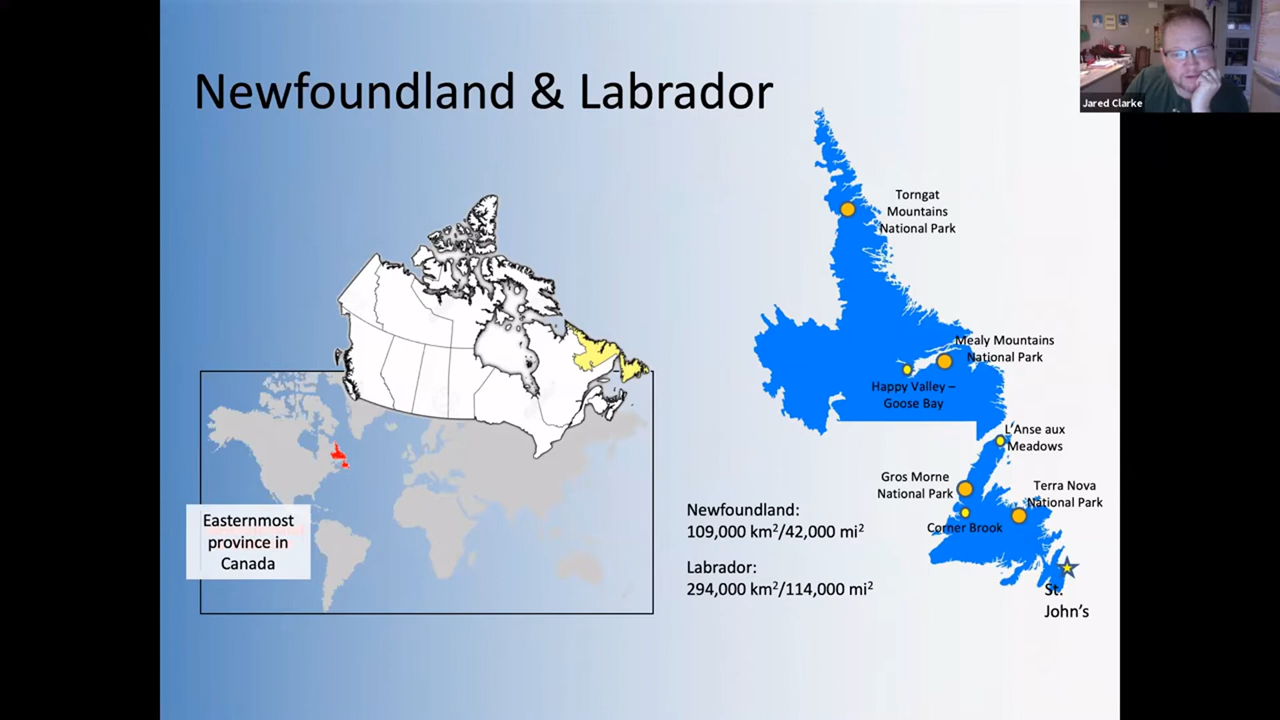 Newfoundland & Labrador
Jared Clarke
Torngat
Mountains
National Park
Mealy Mountains
National Park
Happy Valley –
Goose Bay
L'Anse aux
Meadows
Gros Morne
National Park
Terra Nova
National Park
Corner Brook
St.
John's
Newfoundland:
109,000 km²/42,000 mi²
Labrador:
294,000 km²/114,000 mi²
Easternmost
province in
Canada